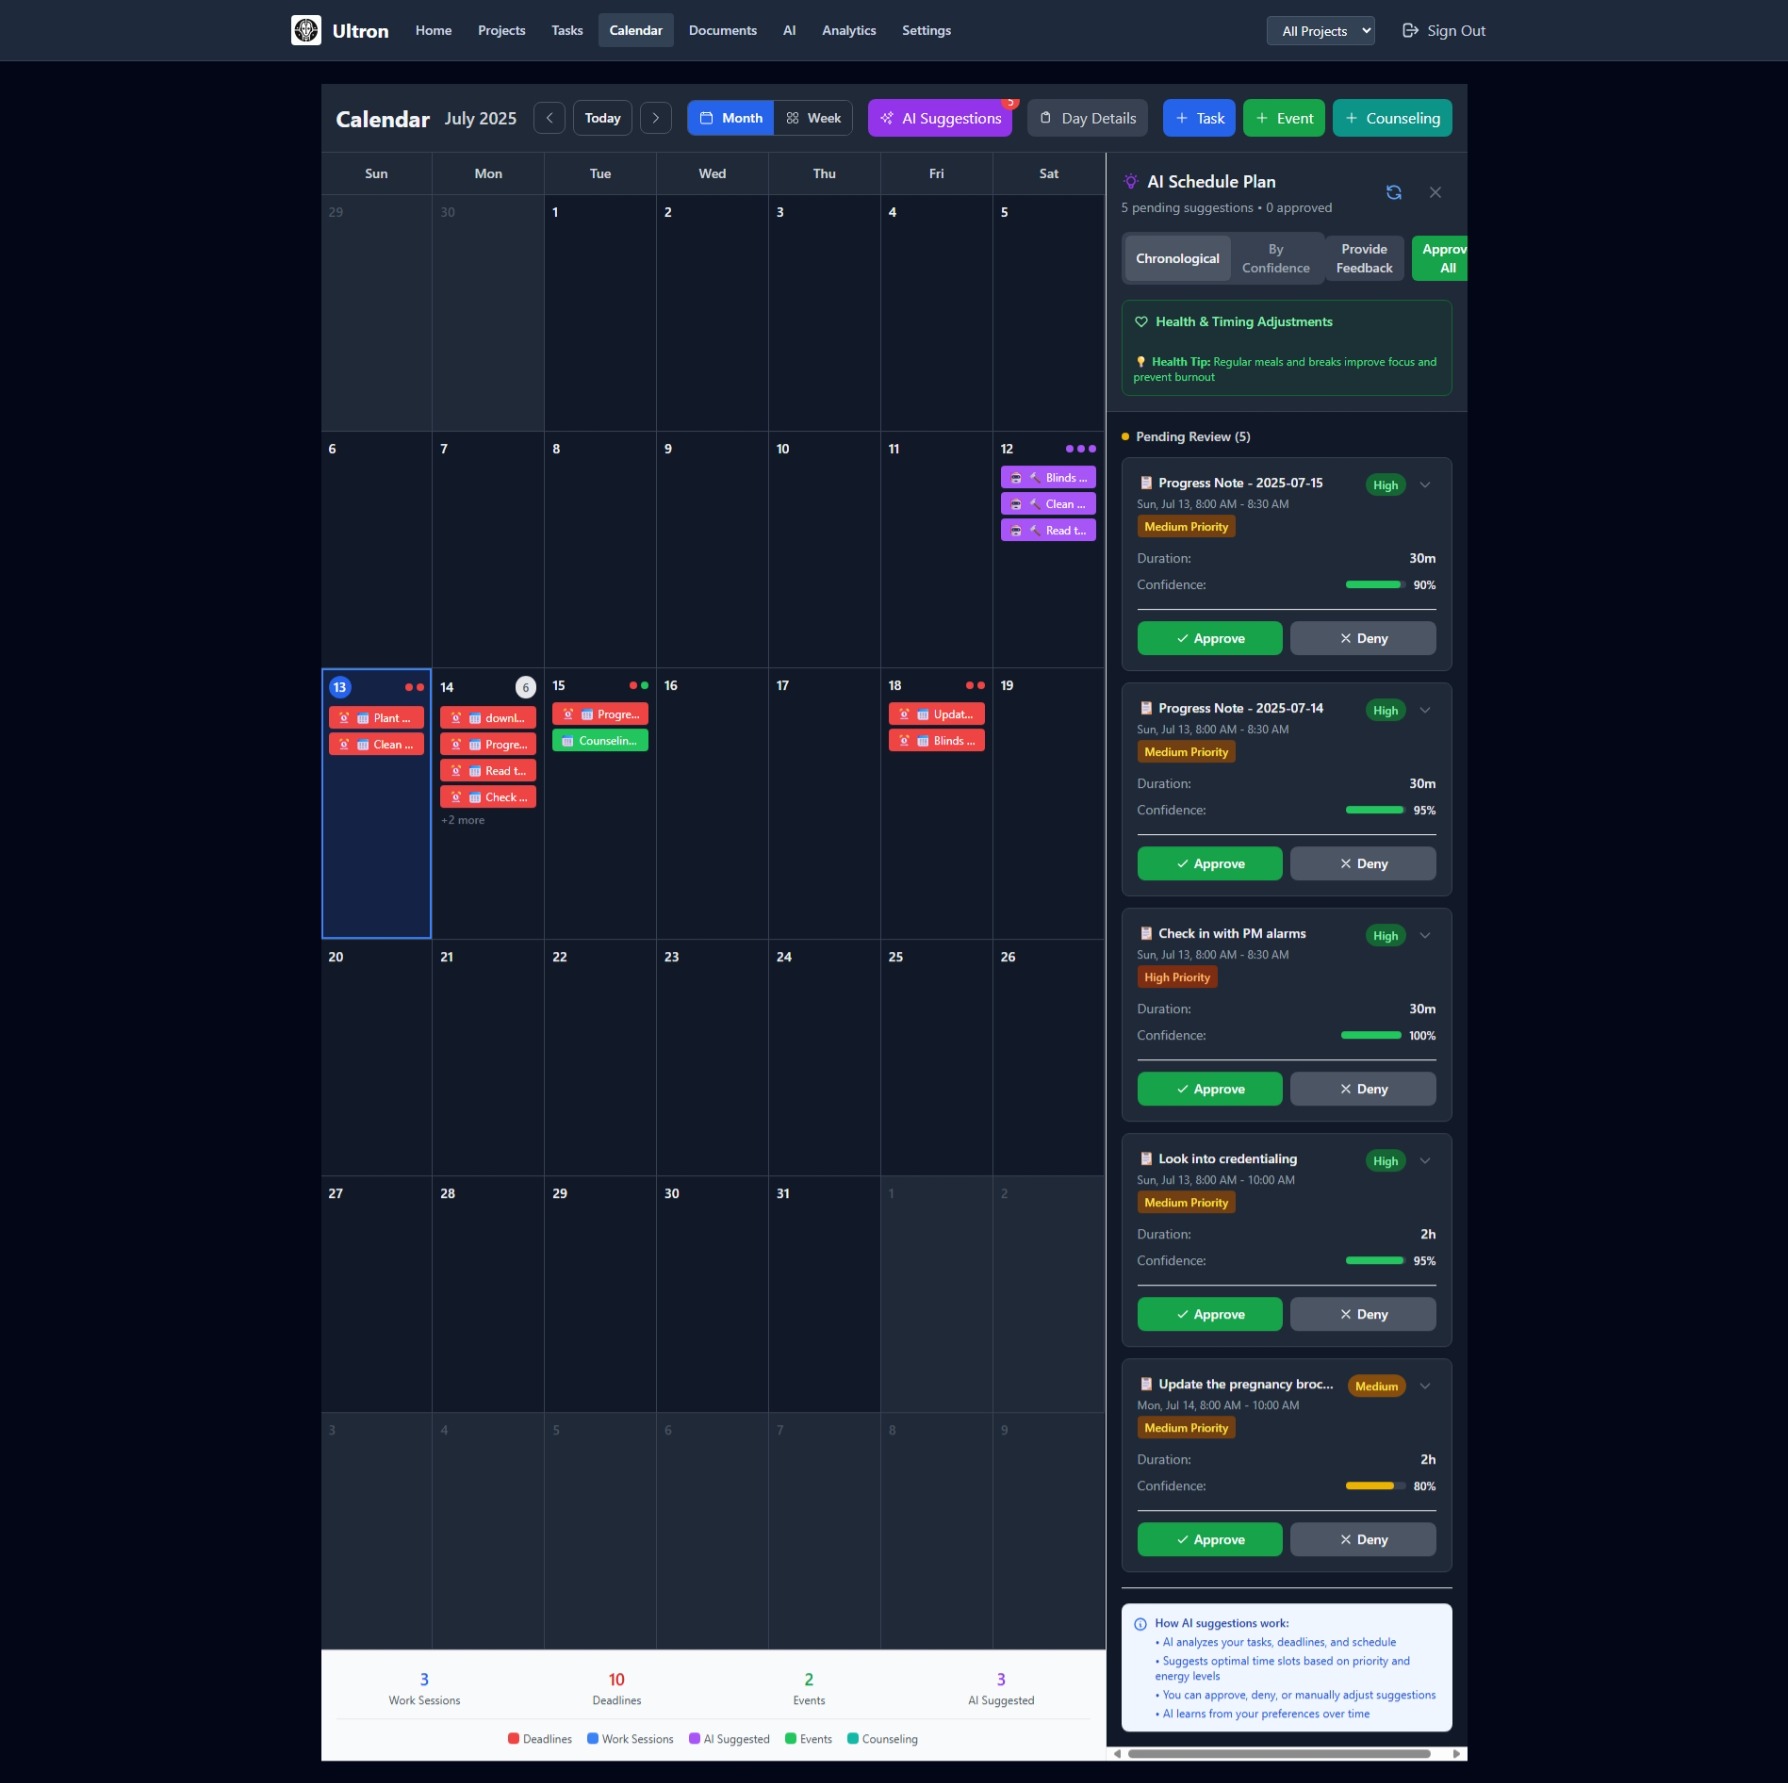 Ultron
Home
Projects
Tasks
Calendar
Documents
AI
Analytics
Settings
All Projects
Sign Out
Calendar
July 2025
Today
Month
Week
AI Suggestions
5
Day Details
+ Task
+ Event
+ Counseling
Sun Mon Tue Wed Thu Fri Sat
29 30 1 2 3 4 5
6 7 8 9 10 11 12
Blinds ...
Clean ...
Read t...
13
Plant ...
Clean ...
14
6
downl...
Progre...
Read t...
Check ...
+2 more
15
Progre...
Counselin...
16
17
18
Updat...
Blinds ...
19
20 21 22 23 24 25 26
27 28 29 30 31 1 2
3 4 5 6 7 8 9
3
Work Sessions
10
Deadlines
2
Events
3
AI Suggested
Deadlines
Work Sessions
AI Suggested
Events
Counseling
AI Schedule Plan
5 pending suggestions • 0 approved
Chronological
By
Confidence
Provide
Feedback
Approv
All
Health & Timing Adjustments
Health Tip: Regular meals and breaks improve focus and
prevent burnout
Pending Review (5)
Progress Note - 2025-07-15
High
Sun, Jul 13, 8:00 AM - 8:30 AM
Medium Priority
Duration: 30m
Confidence: 90%
Approve
Deny
Progress Note - 2025-07-14
High
Sun, Jul 13, 8:00 AM - 8:30 AM
Medium Priority
Duration: 30m
Confidence: 95%
Approve
Deny
Check in with PM alarms
High
Sun, Jul 13, 8:00 AM - 8:30 AM
High Priority
Duration: 30m
Confidence: 100%
Approve
Deny
Look into credentialing
High
Sun, Jul 13, 8:00 AM - 10:00 AM
Medium Priority
Duration: 2h
Confidence: 95%
Approve
Deny
Update the pregnancy broc...
Medium
Mon, Jul 14, 8:00 AM - 10:00 AM
Medium Priority
Duration: 2h
Confidence: 80%
Approve
Deny
How AI suggestions work:
• AI analyzes your tasks, deadlines, and schedule
• Suggests optimal time slots based on priority and
energy levels
• You can approve, deny, or manually adjust suggestions
• AI learns from your preferences over time